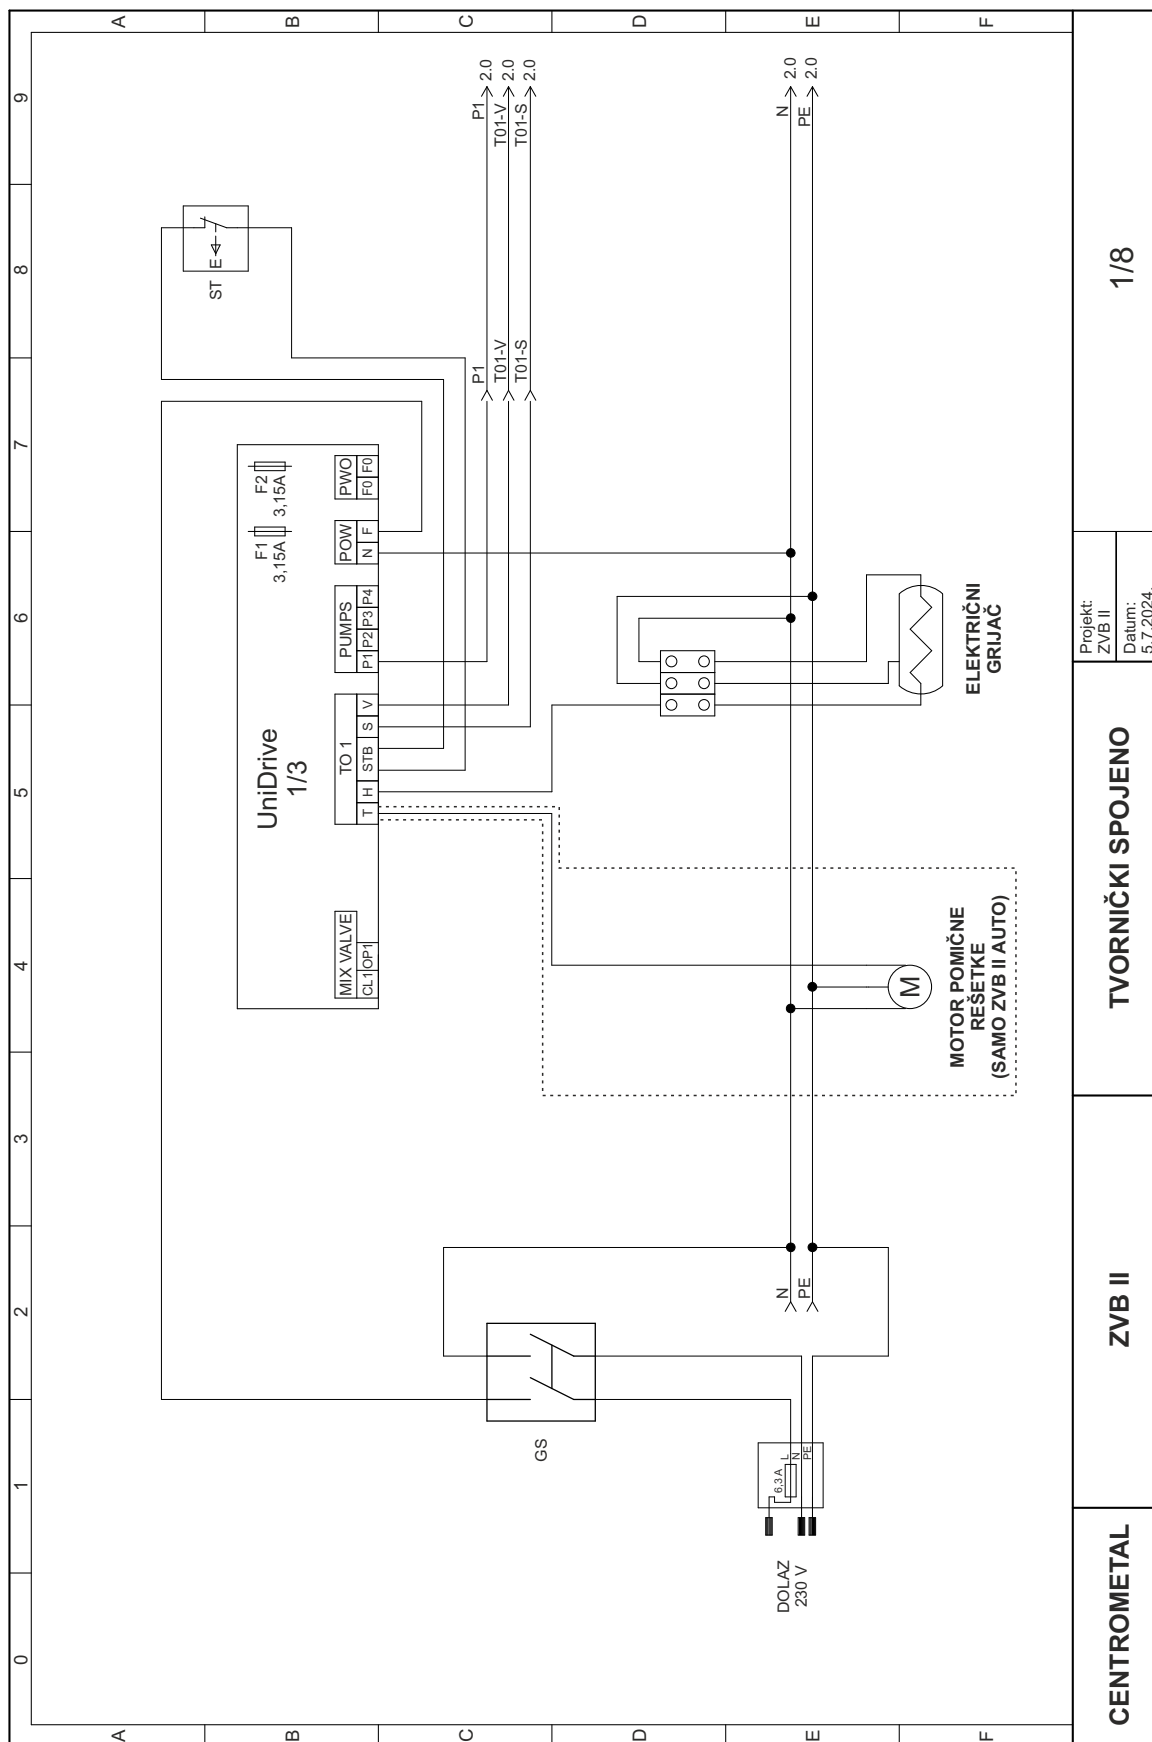 0 1 2 3 4 5 6 7 8 9
A A
B B
C C
D D
E E
F F
ST E
F1
3,15A
F2
3,15A
UniDrive
1/3
MIX VALVE
CL1 OP1
TO 1
T H STB S V
PUMPS
P1 P2 P3 P4
POW
N F
PWO
F0 F0
P1 P1 2.0
T01-V T01-V 2.0
T01-S T01-S 2.0
GS
DOLAZ
230 V
6,3 A
L
N
PE
N N 2.0
PE PE 2.0
M
MOTOR POMIČNE
REŠETKE
(SAMO ZVB II AUTO)
ELEKTRIČNI
GRIJAČ
CENTROMETAL
ZVB II
TVORNIČKI SPOJENO
Projekt:
ZVB II
Datum:
5.7.2024.
1/8